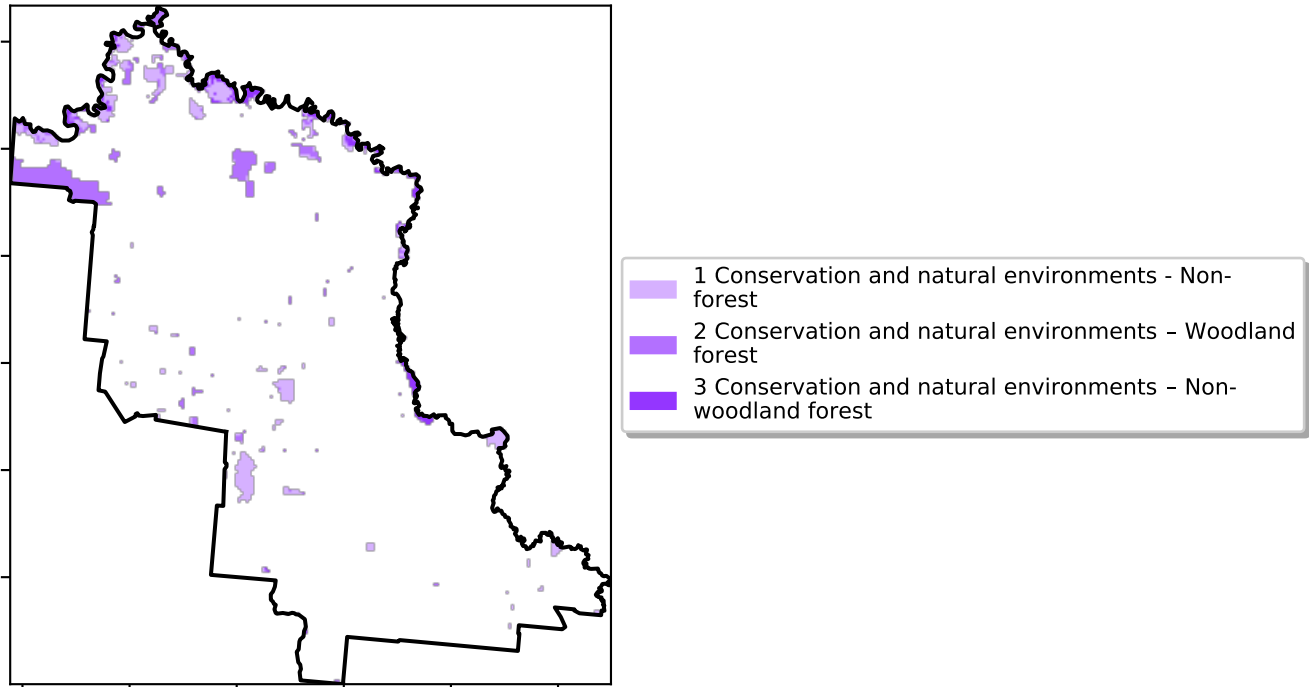 1 Conservation and natural environments - Non-
forest
2 Conservation and natural environments – Woodland
forest
3 Conservation and natural environments – Non-
woodland forest